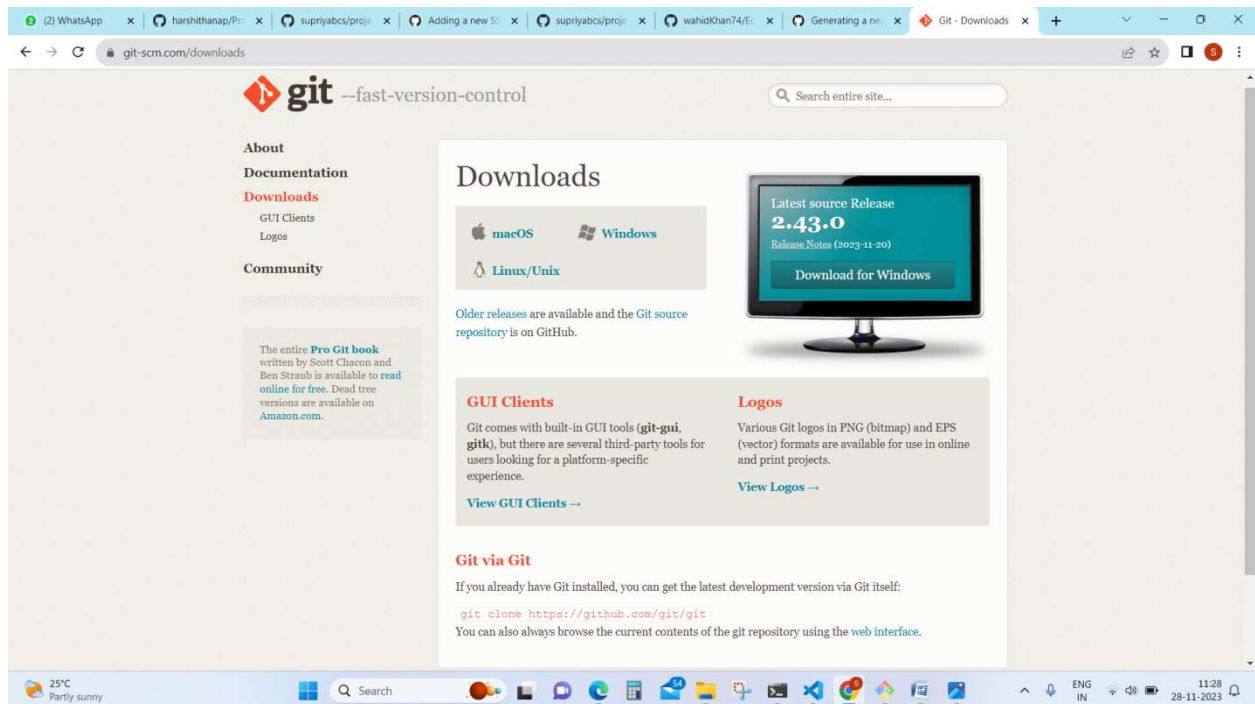 (2) WhatsApp
harshithanap/Pr
supriyabcs/proje
Adding a new S
supriyabcs/proje
wahidKhan74/Ec
Generating a ne
Git - Downloads
git-scm.com/downloads
S
git --fast-version-control
Search entire site...
About
Documentation
Downloads
GUI Clients
Logos
Community
The entire Pro Git book
written by Scott Chacon and
Ben Straub is available to read
online for free. Dead tree
versions are available on
Amazon.com.
Downloads
macOS
Windows
Linux/Unix
Older releases are available and the Git source
repository is on GitHub.
Latest source Release
2.43.0
Release Notes (2023-11-20)
Download for Windows
GUI Clients
Git comes with built-in GUI tools (git-gui,
gitk), but there are several third-party tools for
users looking for a platform-specific
experience.
View GUI Clients →
Logos
Various Git logos in PNG (bitmap) and EPS
(vector) formats are available for use in online
and print projects.
View Logos →
Git via Git
If you already have Git installed, you can get the latest development version via Git itself:
git clone https://github.com/git/git
You can also always browse the current contents of the git repository using the web interface.
25°C
Partly sunny
Search
54
ENG
IN
11:28
28-11-2023